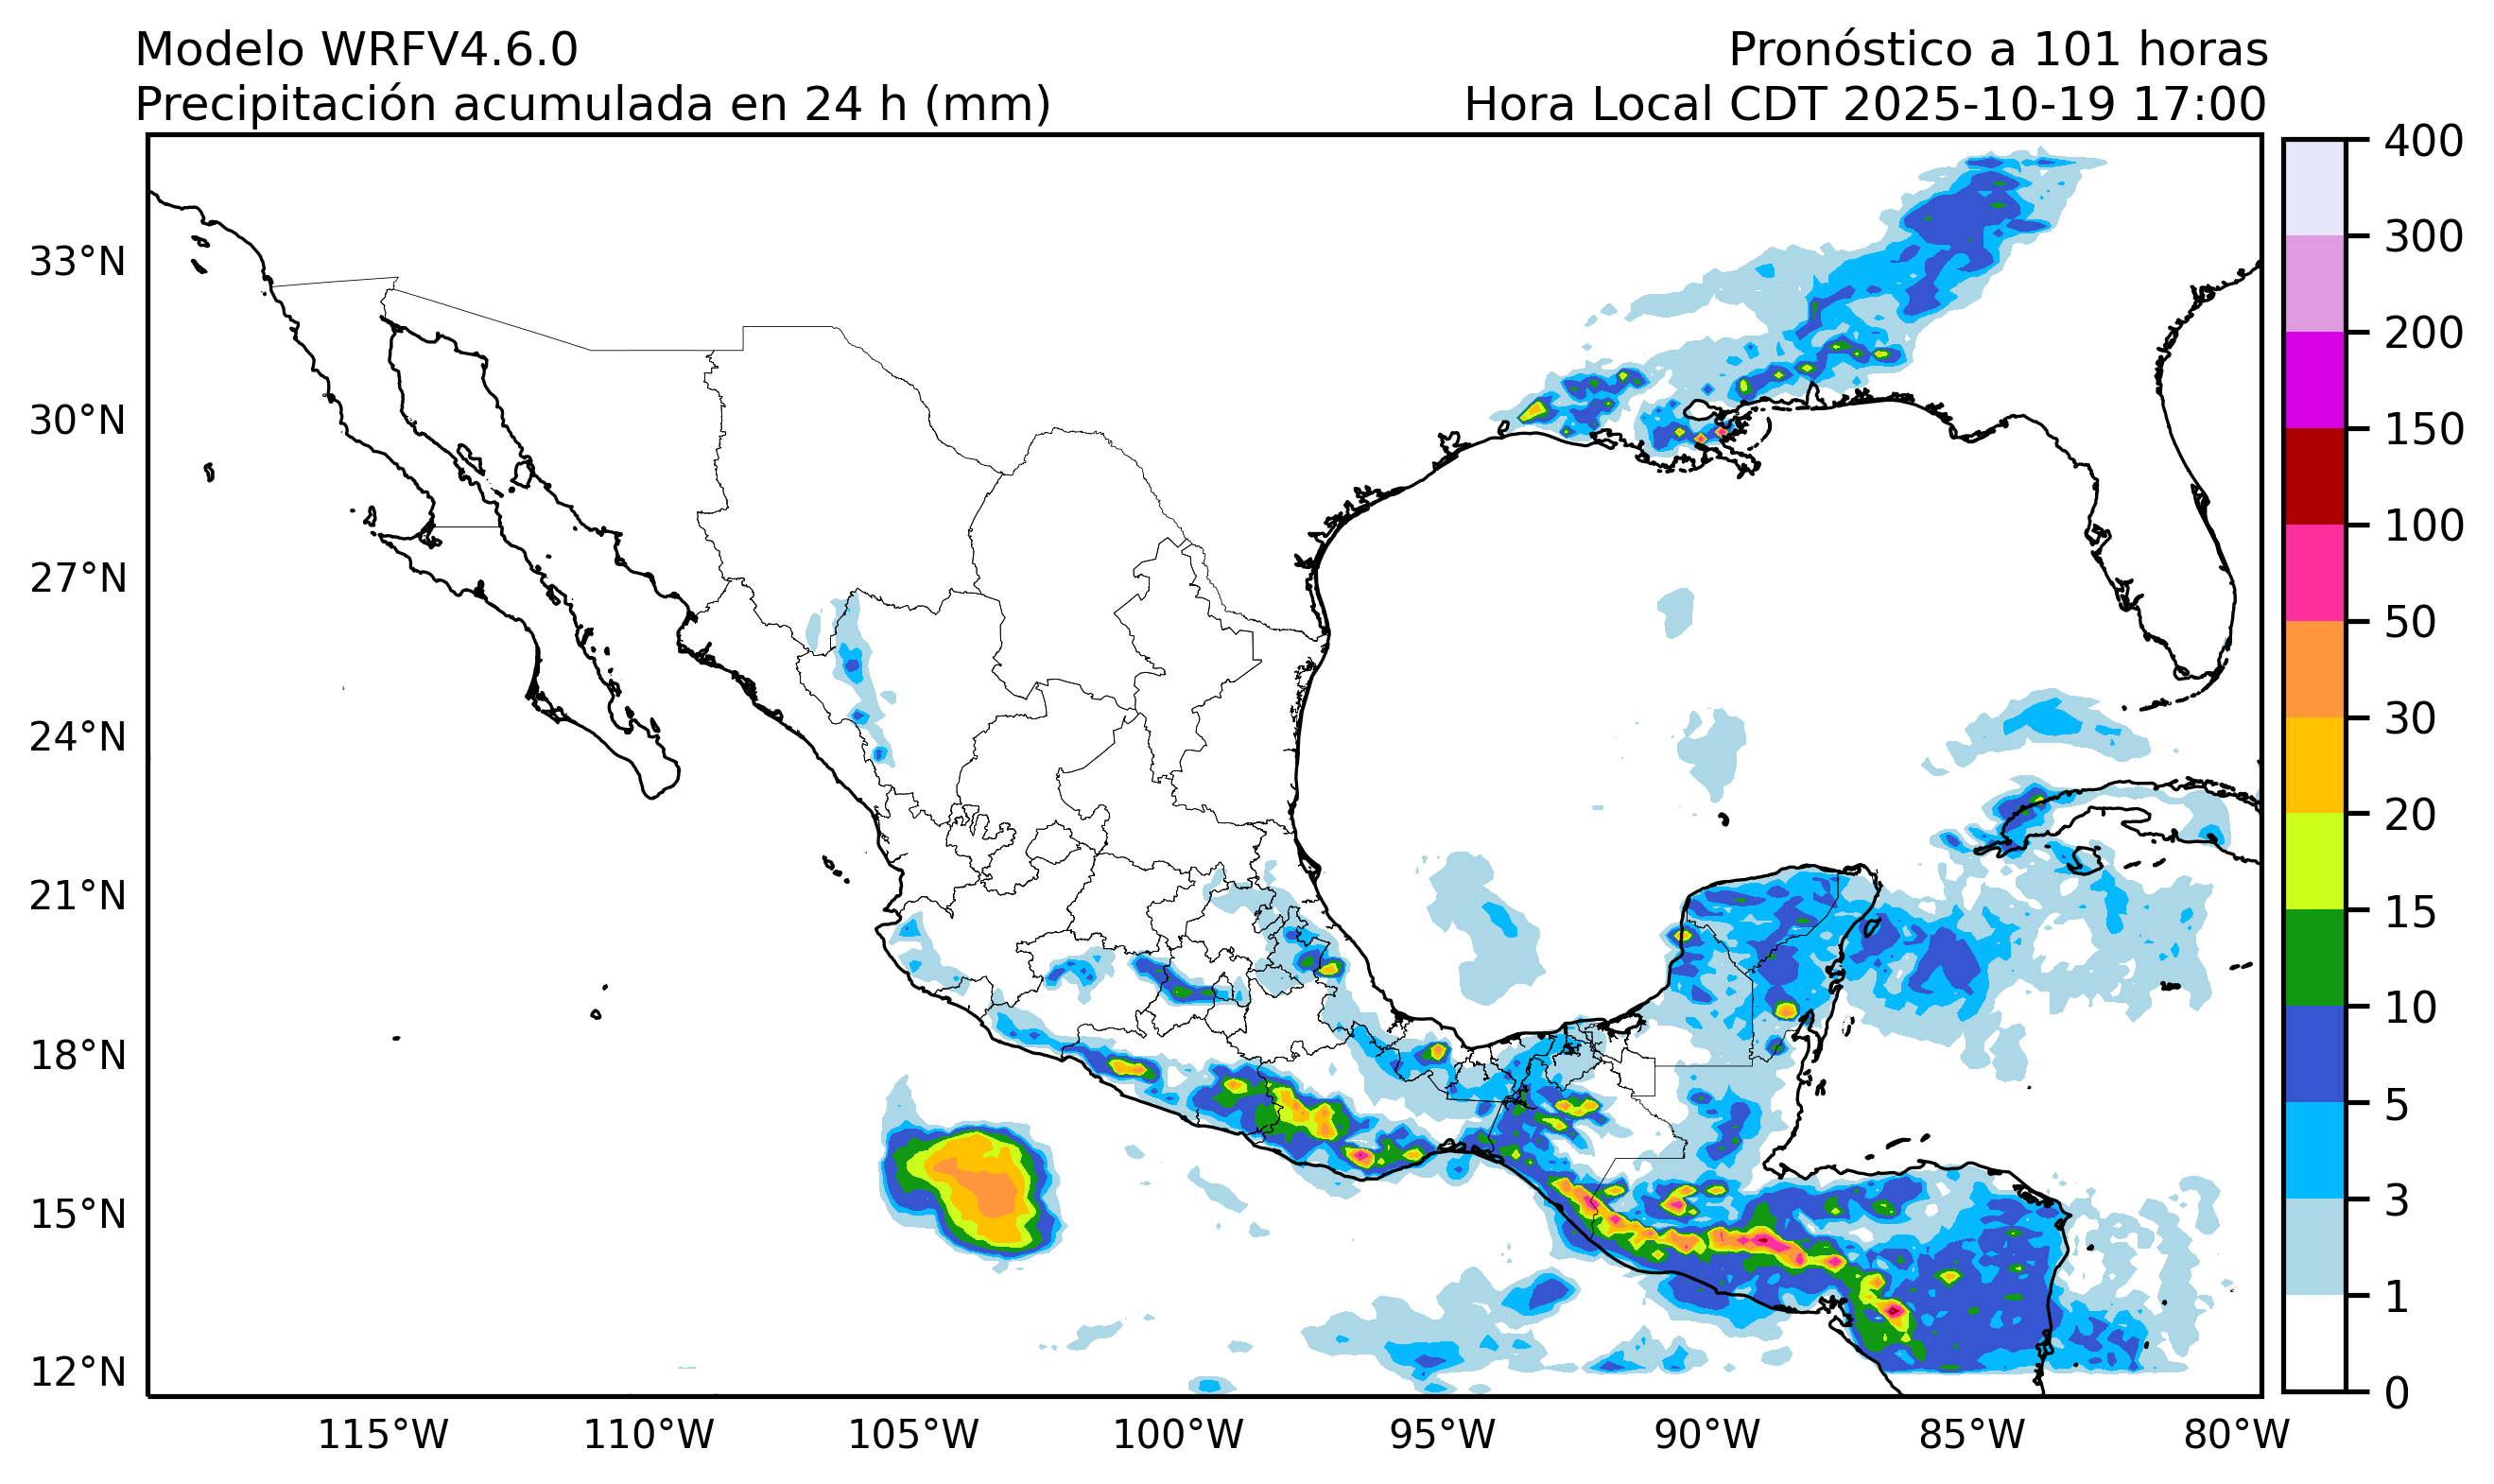 Modelo WRFV4.6.0
Pronóstico a 101 horas
Precipitación acumulada en 24 h (mm)
Hora Local CDT 2025-10-19 17:00
33°N
30°N
27°N
24°N
21°N
18°N
15°N
12°N
115°W
110°W
105°W
100°W
95°W
90°W
85°W
80°W
400
300
200
150
100
50
30
20
15
10
5
3
1
0